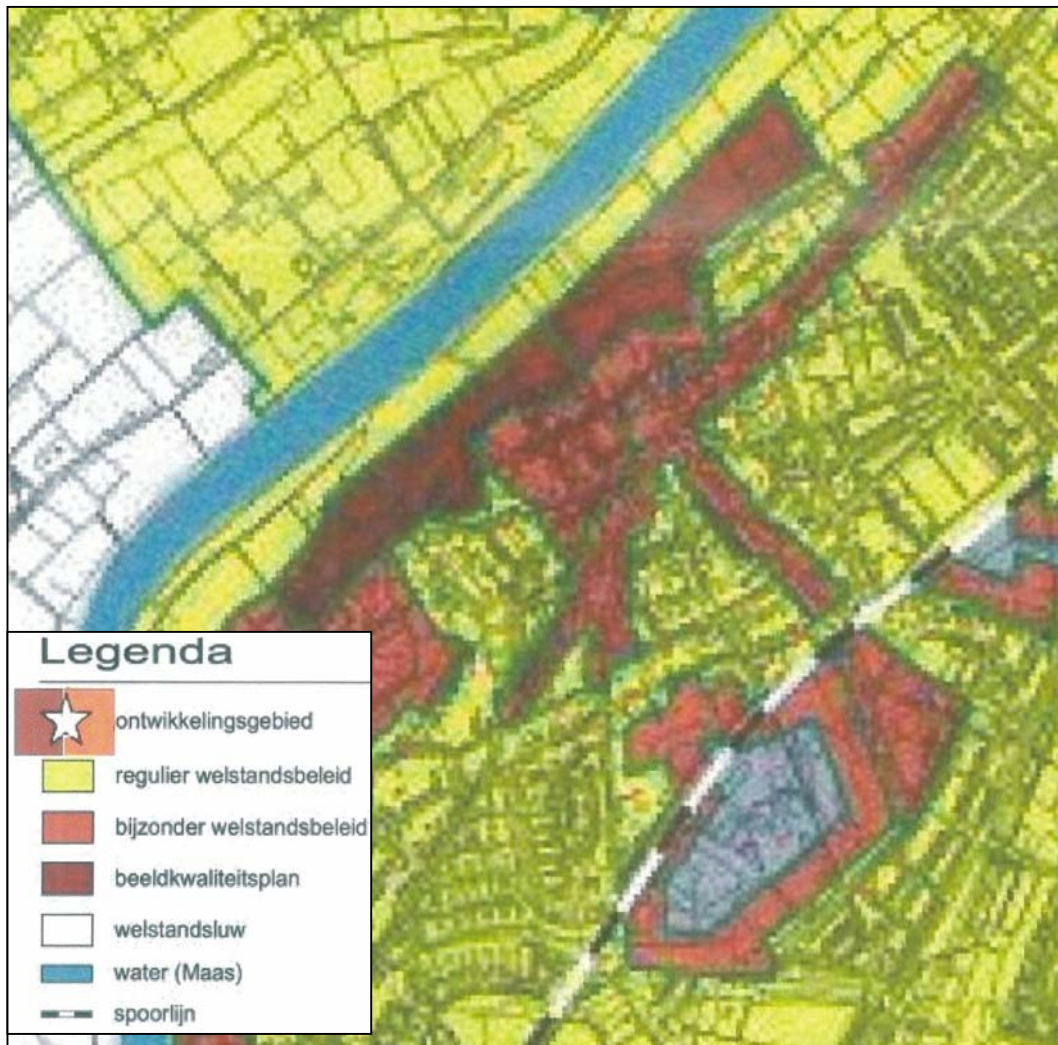 Legenda
ontwikkelingsgebied
regulier welstandsbeleid
bijzonder welstandsbeleid
beeldkwaliteitsplan
welstandsluw
water (Maas)
spoorlijn